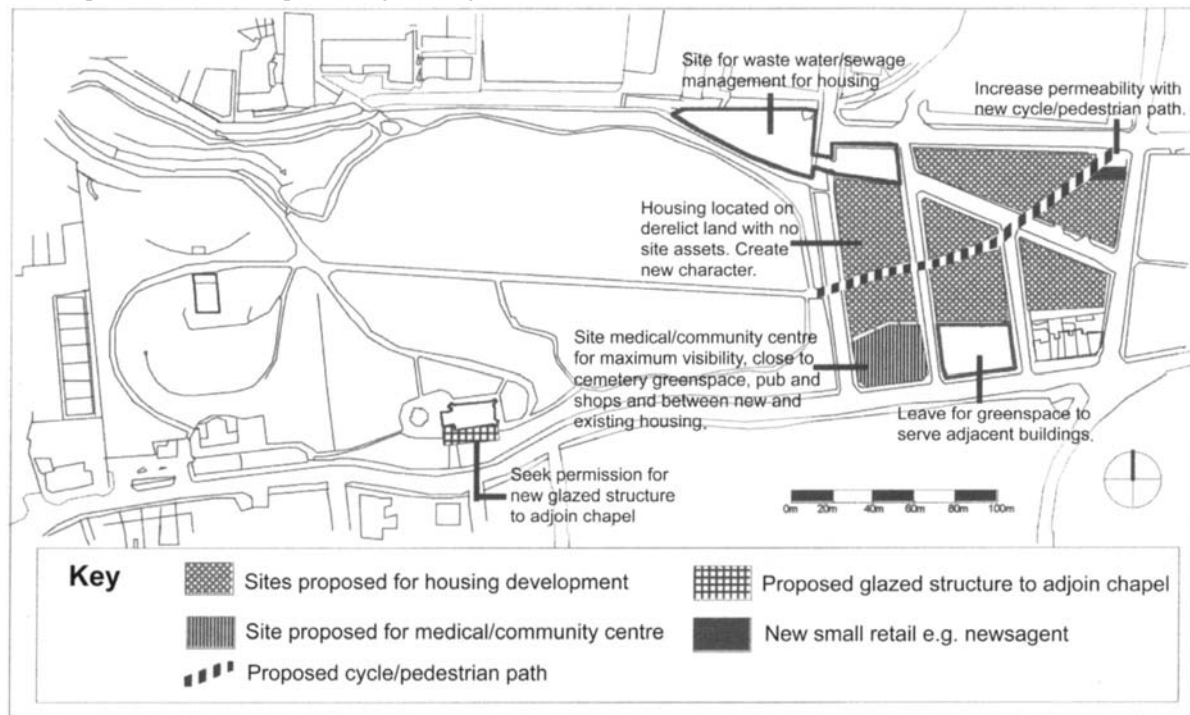 Site for waste water/sewage
management for housing
Increase permeability with
new cycle/pedestrian path.
Housing located on
derelict land with no
site assets. Create
new character.
Site medical/community centre
for maximum visibility, close to
cemetery greenspace, pub and
shops and between new and
existing housing.
Leave for greenspace to
serve adjacent buildings.
Seek permission for
new glazed structure
to adjoin chapel
0m 20m 40m 60m 80m 100m
Key
Sites proposed for housing development
Proposed glazed structure to adjoin chapel
Site proposed for medical/community centre
New small retail e.g. newsagent
Proposed cycle/pedestrian path